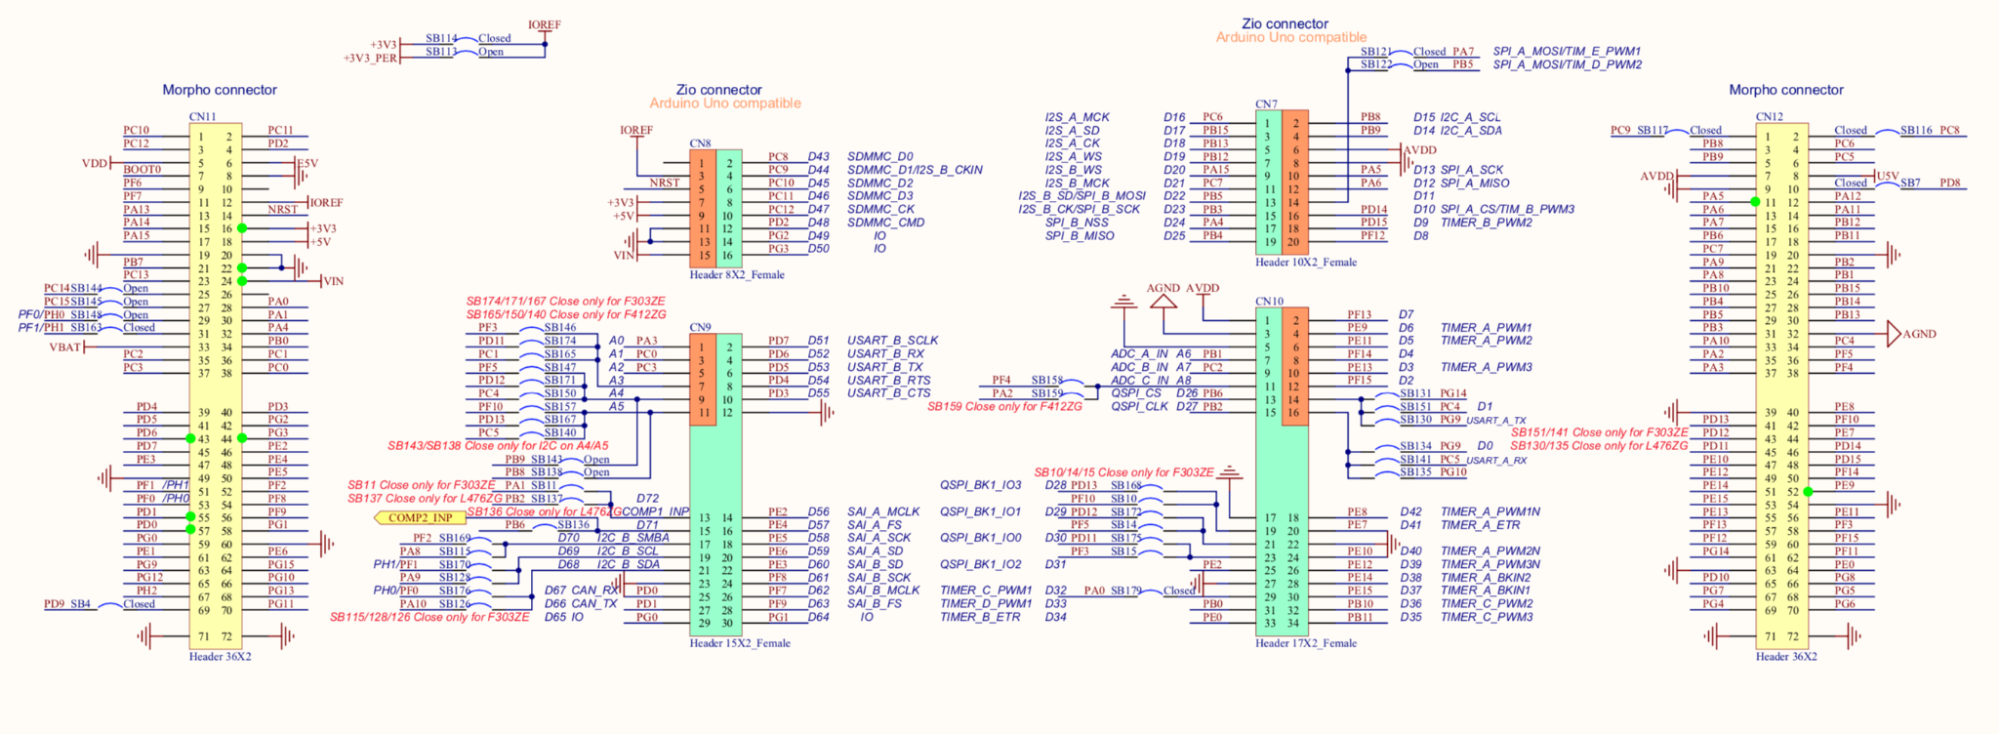 IOREF
+3V3 SB114 Closed
+3V3_PER SB113 Open
Morpho connector
CN11
PC10 1 2 PC11
PC12 3 4 PD2
VDD 5 6 E5V
BOOT0 7 8
PF6 9 10
PF7 11 12 IOREF
PA13 13 14 NRST
PA14 15 16 +3V3
PA15 17 18 +5V
19 20
PB7 21 22
PC13 23 24 VIN
PC14 SB144 Open 25 26
PC15 SB145 Open 27 28 PA0
PF0/PH0 SB148 Open 29 30 PA1
PF1/PH1 SB163 Closed 31 32 PA4
VBAT 33 34 PB0
PC2 35 36 PC1
PC3 37 38 PC0
PD4 39 40 PD3
PD5 41 42 PG2
PD6 43 44 PG3
PD7 45 46 PE2
PE3 47 48 PE4
49 50 PE5
PF1 /PH1 51 52 PF2
PF0 /PH0 53 54 PF8
PD1 55 56 PF9
PD0 57 58 PG1
PG0 59 60
PE1 61 62 PE6
PG9 63 64 PG15
PG12 65 66 PG10
PH2 67 68 PG13
PD9 SB4 Closed 69 70 PG11
71 72
Header 36X2
Zio connector
Arduino Uno compatible
IOREF
CN8
1 2 PC8 D43 SDMMC_D0
3 4 PC9 D44 SDMMC_D1/I2S_B_CKIN
NRST 5 6 PC10 D45 SDMMC_D2
+3V3 7 8 PC11 D46 SDMMC_D3
+5V 9 10 PC12 D47 SDMMC_CK
11 12 PD2 D48 SDMMC_CMD
13 14 PG2 D49 IO
VIN 15 16 PG3 D50 IO
Header 8X2_Female
SB174/171/167 Close only for F303ZE
SB165/150/140 Close only for F412ZG
CN9
PF3 SB146
PD11 SB174 A0 PA3 1 2 PD7 D51 USART_B_SCLK
PC1 SB165 A1 PC0 3 4 PD6 D52 USART_B_RX
PF5 SB147 A2 PC3 5 6 PD5 D53 USART_B_TX
PD12 SB171 A3 7 8 PD4 D54 USART_B_RTS
PC4 SB150 A4 9 10 PD3 D55 USART_B_CTS
PF10 SB157 A5 11 12
PD13 SB167
PC5 SB140
SB143/SB138 Close only for I2C on A4/A5
PB9 SB143 Open
PB8 SB138 Open
SB11 Close only for F303ZE PA1 SB11
SB137 Close only for L476ZG PB2 SB137 D72
COMP2_INP SB136 Close only for L476ZG COMP1_INP 13 14 PE2 D56 SAI_A_MCLK
PB6 SB136 D71 15 16 PE4 D57 SAI_A_FS
PF2 SB169 D70 I2C_B_SMBA 17 18 PE5 D58 SAI_A_SCK
PA8 SB115 D69 I2C_B_SCL 19 20 PE6 D59 SAI_A_SD
PH1/PF1 SB170 D68 I2C_B_SDA 21 22 PE3 D60 SAI_B_SD
PA9 SB128 23 24 PF8 D61 SAI_B_SCK
PH0/PF0 SB176 D67 CAN_RX PD0 25 26 PF7 D62 SAI_B_MCLK
PA10 SB126 D66 CAN_TX PD1 27 28 PF9 D63 SAI_B_FS
SB115/128/126 Close only for F303ZE D65 IO PG0 29 30 PG1 D64 IO
Header 15X2_Female
Zio connector
Arduino Uno compatible
SB121 Closed PA7 SPI_A_MOSI/TIM_E_PWM1
SB122 Open PB5 SPI_A_MOSI/TIM_D_PWM2
CN7
I2S_A_MCK D16 PC6 1 2 PB8 D15 I2C_A_SCL
I2S_A_SD D17 PB15 3 4 PB9 D14 I2C_A_SDA
I2S_A_CK D18 PB13 5 6 AVDD
I2S_A_WS D19 PB12 7 8
I2S_B_WS D20 PA15 9 10 PA5 D13 SPI_A_SCK
I2S_B_MCK D21 PC7 11 12 PA6 D12 SPI_A_MISO
I2S_B_SD/SPI_B_MOSI D22 PB5 13 14 D11
I2S_B_CK/SPI_B_SCK D23 PB3 15 16 PD14 D10 SPI_A_CS/TIM_B_PWM3
SPI_B_NSS D24 PA4 17 18 PD15 D9 TIMER_B_PWM2
SPI_B_MISO D25 PB4 19 20 PF12 D8
Header 10X2_Female
AGND AVDD
CN10
1 2 PF13 D7
3 4 PE9 D6 TIMER_A_PWM1
5 6 PE11 D5 TIMER_A_PWM2
ADC_A_IN A6 PB1 7 8 PF14 D4
ADC_B_IN A7 PC2 9 10 PE13 D3 TIMER_A_PWM3
PF4 SB158 ADC_C_IN A8 11 12 PF15 D2
PA2 SB159 QSPI_CS D26 PB6 13 14 SB131 PG14
SB159 Close only for F412ZG QSPI_CLK D27 PB2 15 16 SB151 PC4 D1
SB130 PG9 USART_A_TX
SB134 PG9 D0
SB141 PC5 USART_A_RX
SB135 PG10
SB151/141 Close only for F303ZE
SB130/135 Close only for L476ZG
SB10/14/15 Close only for F303ZE
QSPI_BK1_IO3 D28 PD13 SB168
PF10 SB10
QSPI_BK1_IO1 D29 PD12 SB172 17 18 PE8 D42 TIMER_A_PWM1N
PF5 SB14 19 20 PE7 D41 TIMER_A_ETR
QSPI_BK1_IO0 D30 PD11 SB175 21 22
PF3 SB15 23 24 PE10 D40 TIMER_A_PWM2N
QSPI_BK1_IO2 D31 PE2 25 26 PE12 D39 TIMER_A_PWM3N
27 28 PE14 D38 TIMER_A_BKIN2
TIMER_C_PWM1 D32 PA0 SB179 Closed 29 30 PE15 D37 TIMER_A_BKIN1
TIMER_D_PWM1 D33 PB0 31 32 PB10 D36 TIMER_C_PWM2
TIMER_B_ETR D34 PE0 33 34 PB11 D35 TIMER_C_PWM3
Header 17X2_Female
Morpho connector
CN12
PC9 SB117 Closed 1 2 Closed SB116 PC8
PB8 3 4 PC6
PB9 5 6 PC5
AVDD 7 8 U5V
9 10 Closed SB7 PD8
PA5 11 12 PA12
PA6 13 14 PA11
PA7 15 16 PB12
PB6 17 18 PB11
PC7 19 20
PA9 21 22 PB2
PA8 23 24 PB1
PB10 25 26 PB15
PB4 27 28 PB14
PB5 29 30 PB13
PB3 31 32 AGND
PA10 33 34 PC4
PA2 35 36 PF5
PA3 37 38 PF4
39 40 PE8
PD13 41 42 PF10
PD12 43 44 PE7
PD11 45 46 PD14
PE10 47 48 PD15
PE12 49 50 PF14
PE14 51 52 PE9
PE15 53 54
PE13 55 56 PE11
PF13 57 58 PF3
PF12 59 60 PF15
PG14 61 62 PF11
63 64 PE0
PD10 65 66 PG8
PG7 67 68 PG5
PG4 69 70 PG6
71 72
Header 36X2